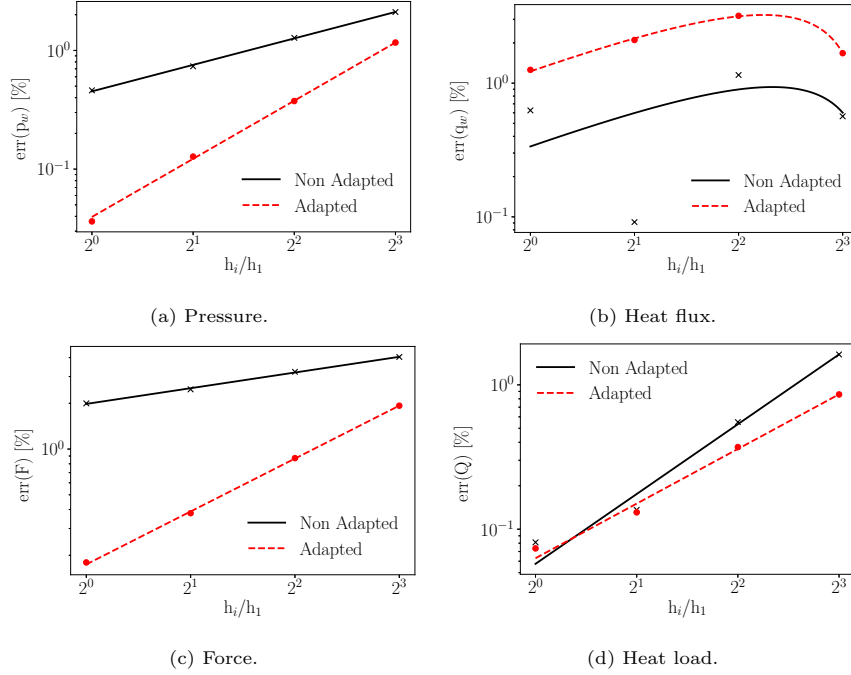 err(p_w) [%]
10^0
10^{-1}
Non Adapted
Adapted
2^0 2^1 2^2 2^3
h_i/h_1
(a) Pressure.
err(q_w) [%]
10^0
10^{-1}
Non Adapted
Adapted
2^0 2^1 2^2 2^3
h_i/h_1
(b) Heat flux.
err(F) [%]
10^0
Non Adapted
Adapted
2^0 2^1 2^2 2^3
h_i/h_1
(c) Force.
err(Q) [%]
10^0
10^{-1}
Non Adapted
Adapted
2^0 2^1 2^2 2^3
h_i/h_1
(d) Heat load.